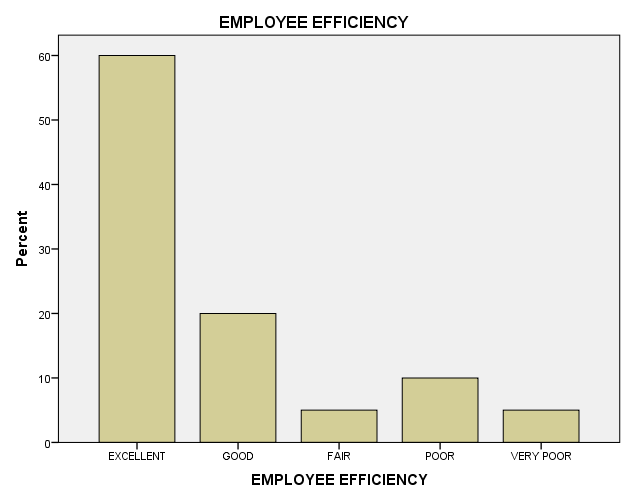 EMPLOYEE EFFICIENCY
Percent
60
50
40
30
20
10
0
EXCELLENT GOOD FAIR POOR VERY POOR
EMPLOYEE EFFICIENCY